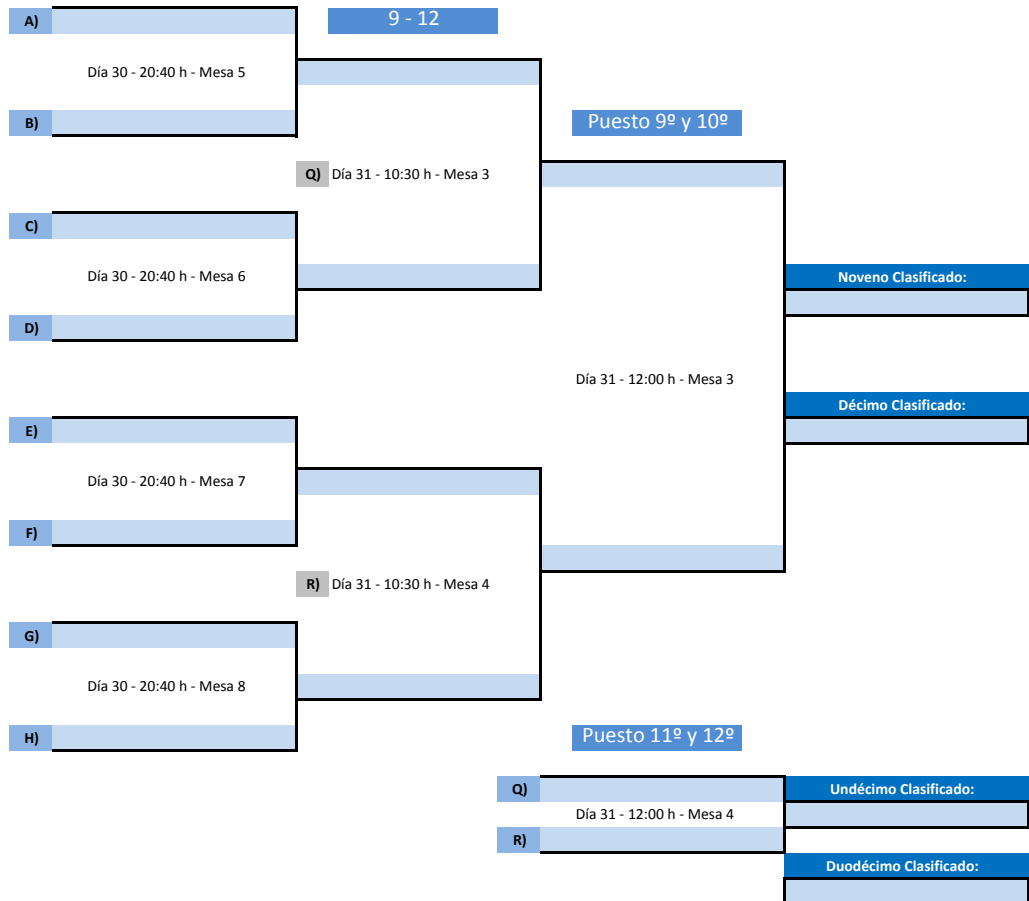 A)
9 - 12
Día 30 - 20:40 h - Mesa 5
B)
Puesto 9º y 10º
Q) Día 31 - 10:30 h - Mesa 3
C)
Día 30 - 20:40 h - Mesa 6
Noveno Clasificado:
D)
Día 31 - 12:00 h - Mesa 3
Décimo Clasificado:
E)
Día 30 - 20:40 h - Mesa 7
F)
R) Día 31 - 10:30 h - Mesa 4
G)
Día 30 - 20:40 h - Mesa 8
H)
Puesto 11º y 12º
Q)
Undécimo Clasificado:
Día 31 - 12:00 h - Mesa 4
R)
Duodécimo Clasificado: